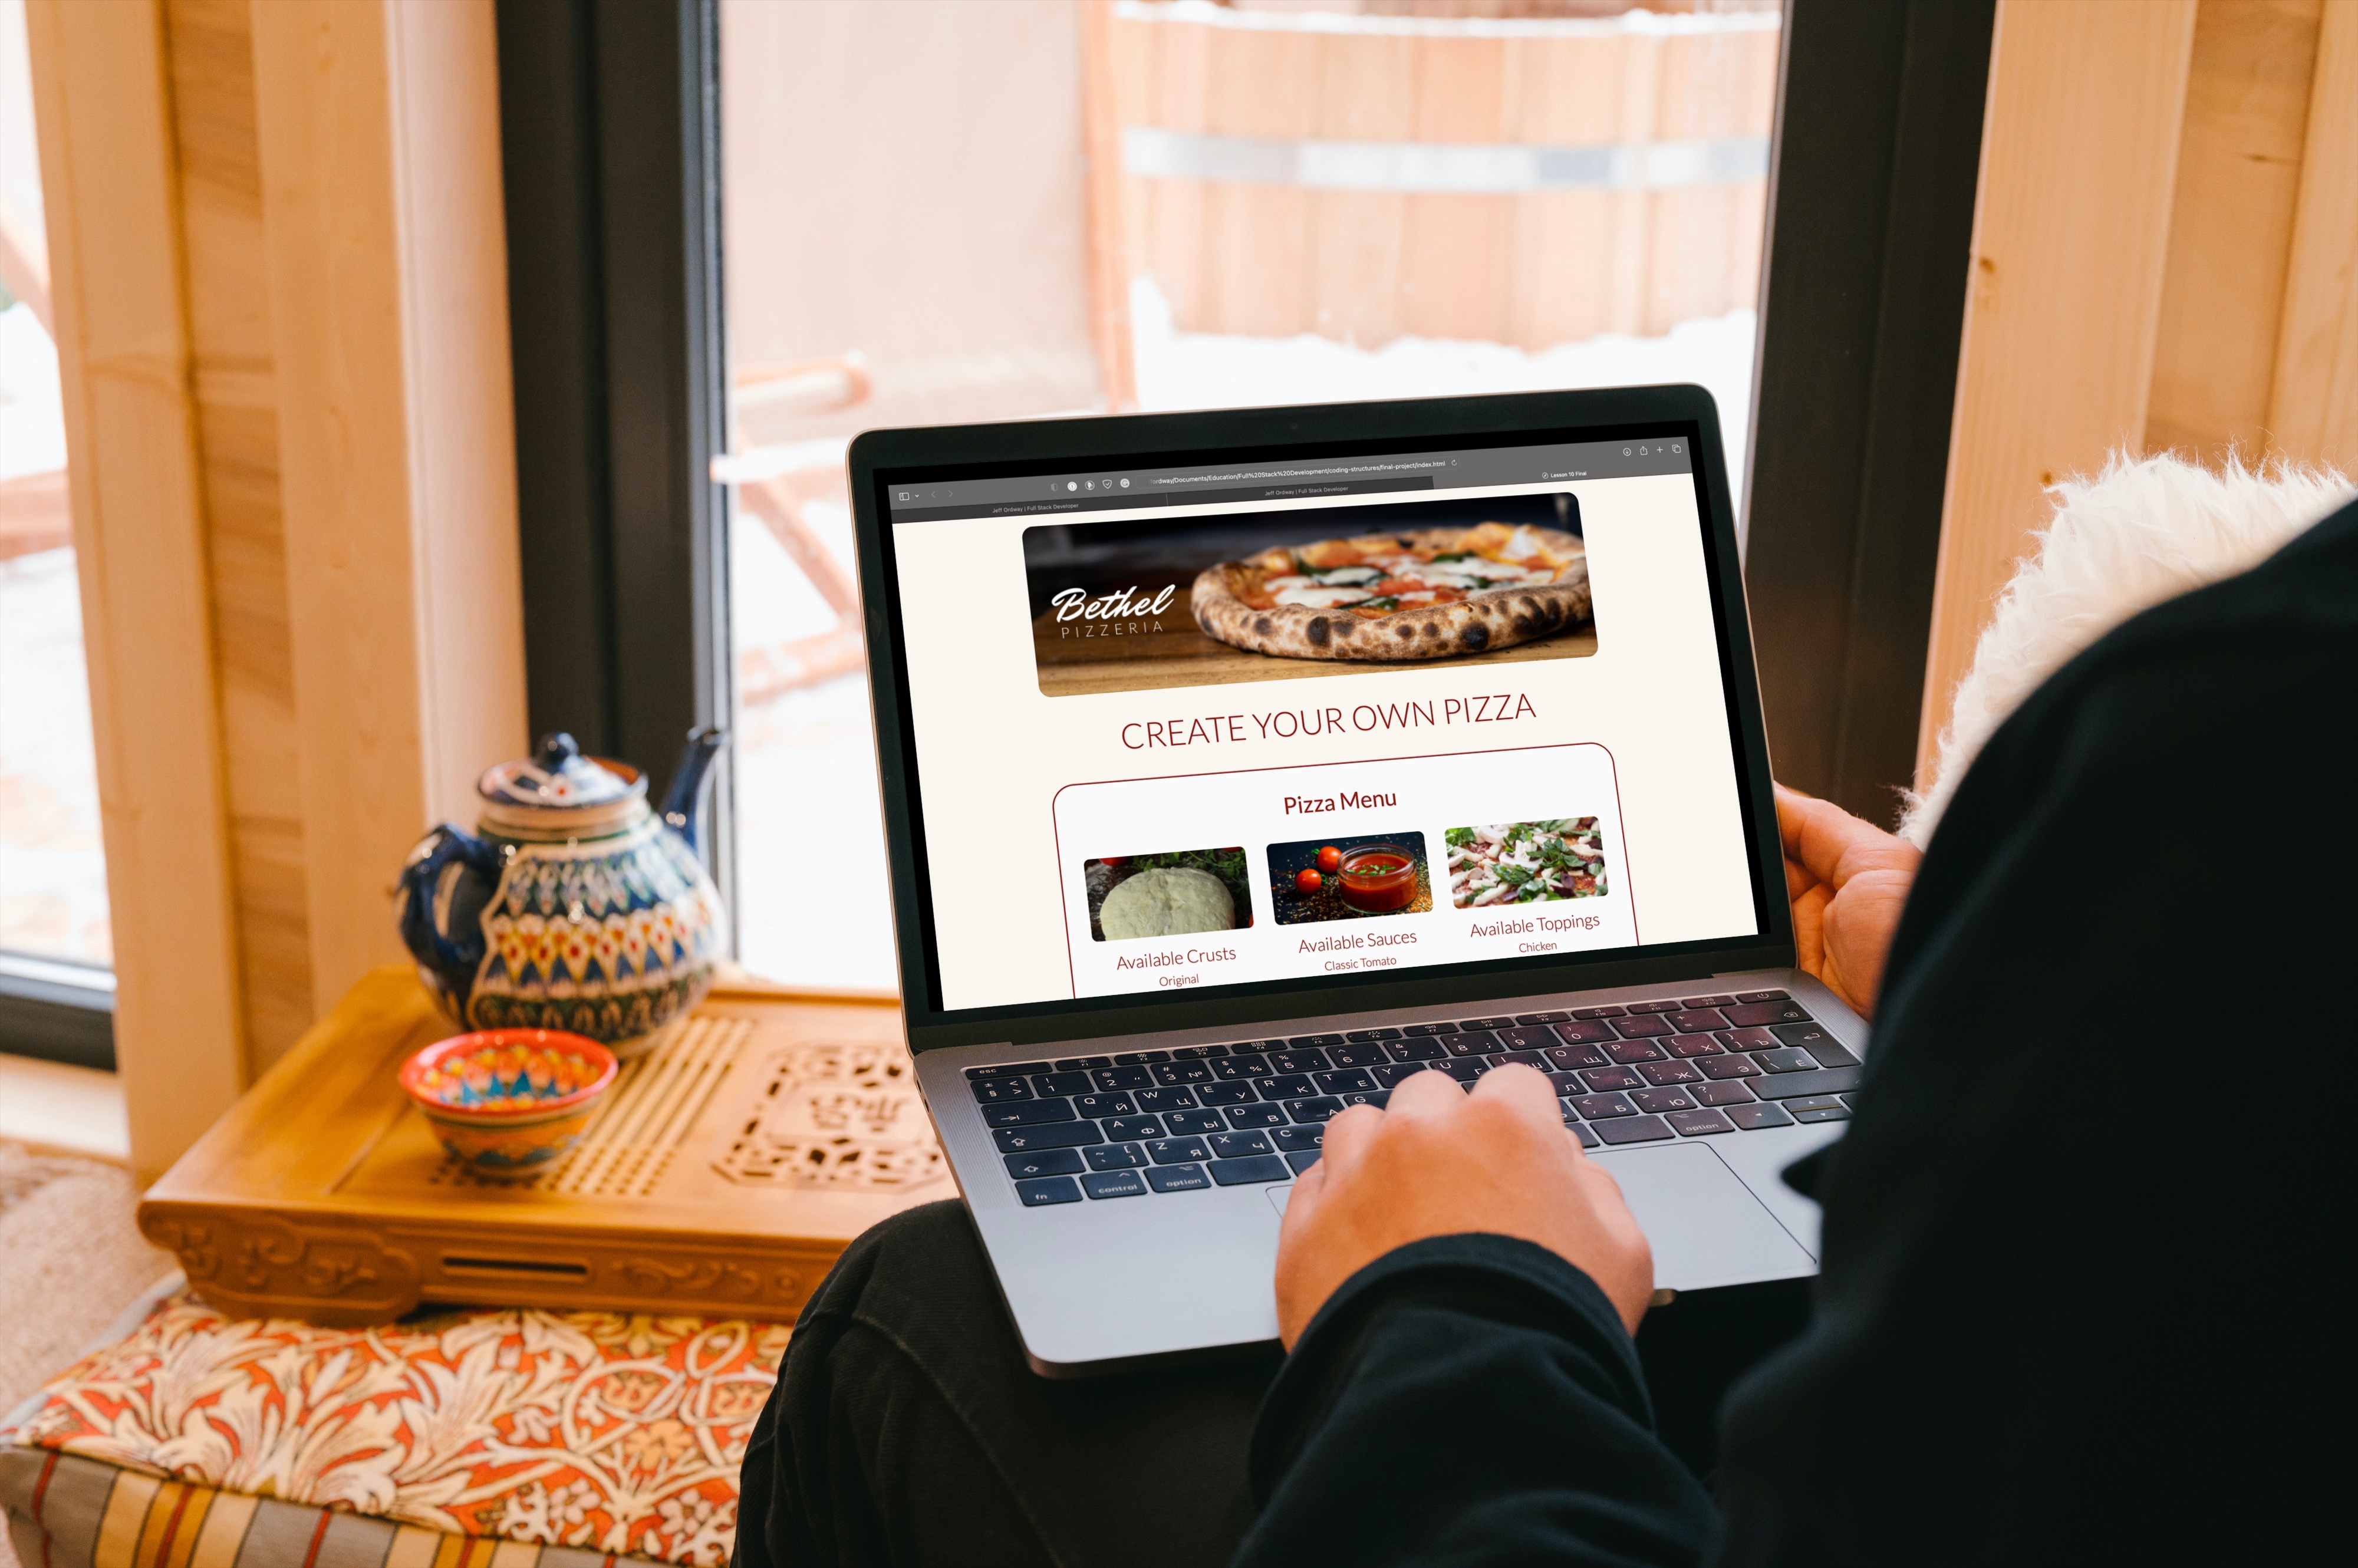 ordway/Documents/Education/Full%20Stack%20Development/coding-structures/final-project/index.html
Jeff Ordway | Full Stack Developer
Jeff Ordway | Full Stack Developer
Lesson 10 Final
Bethel
PIZZERIA
CREATE YOUR OWN PIZZA
Pizza Menu
Available Crusts
Original
Available Sauces
Classic Tomato
Available Toppings
Chicken
esc
Q Й W Ц E У R К T Е Y U
A Ф S Ы D В F А G
Z Я X Ч C
fn control option
option